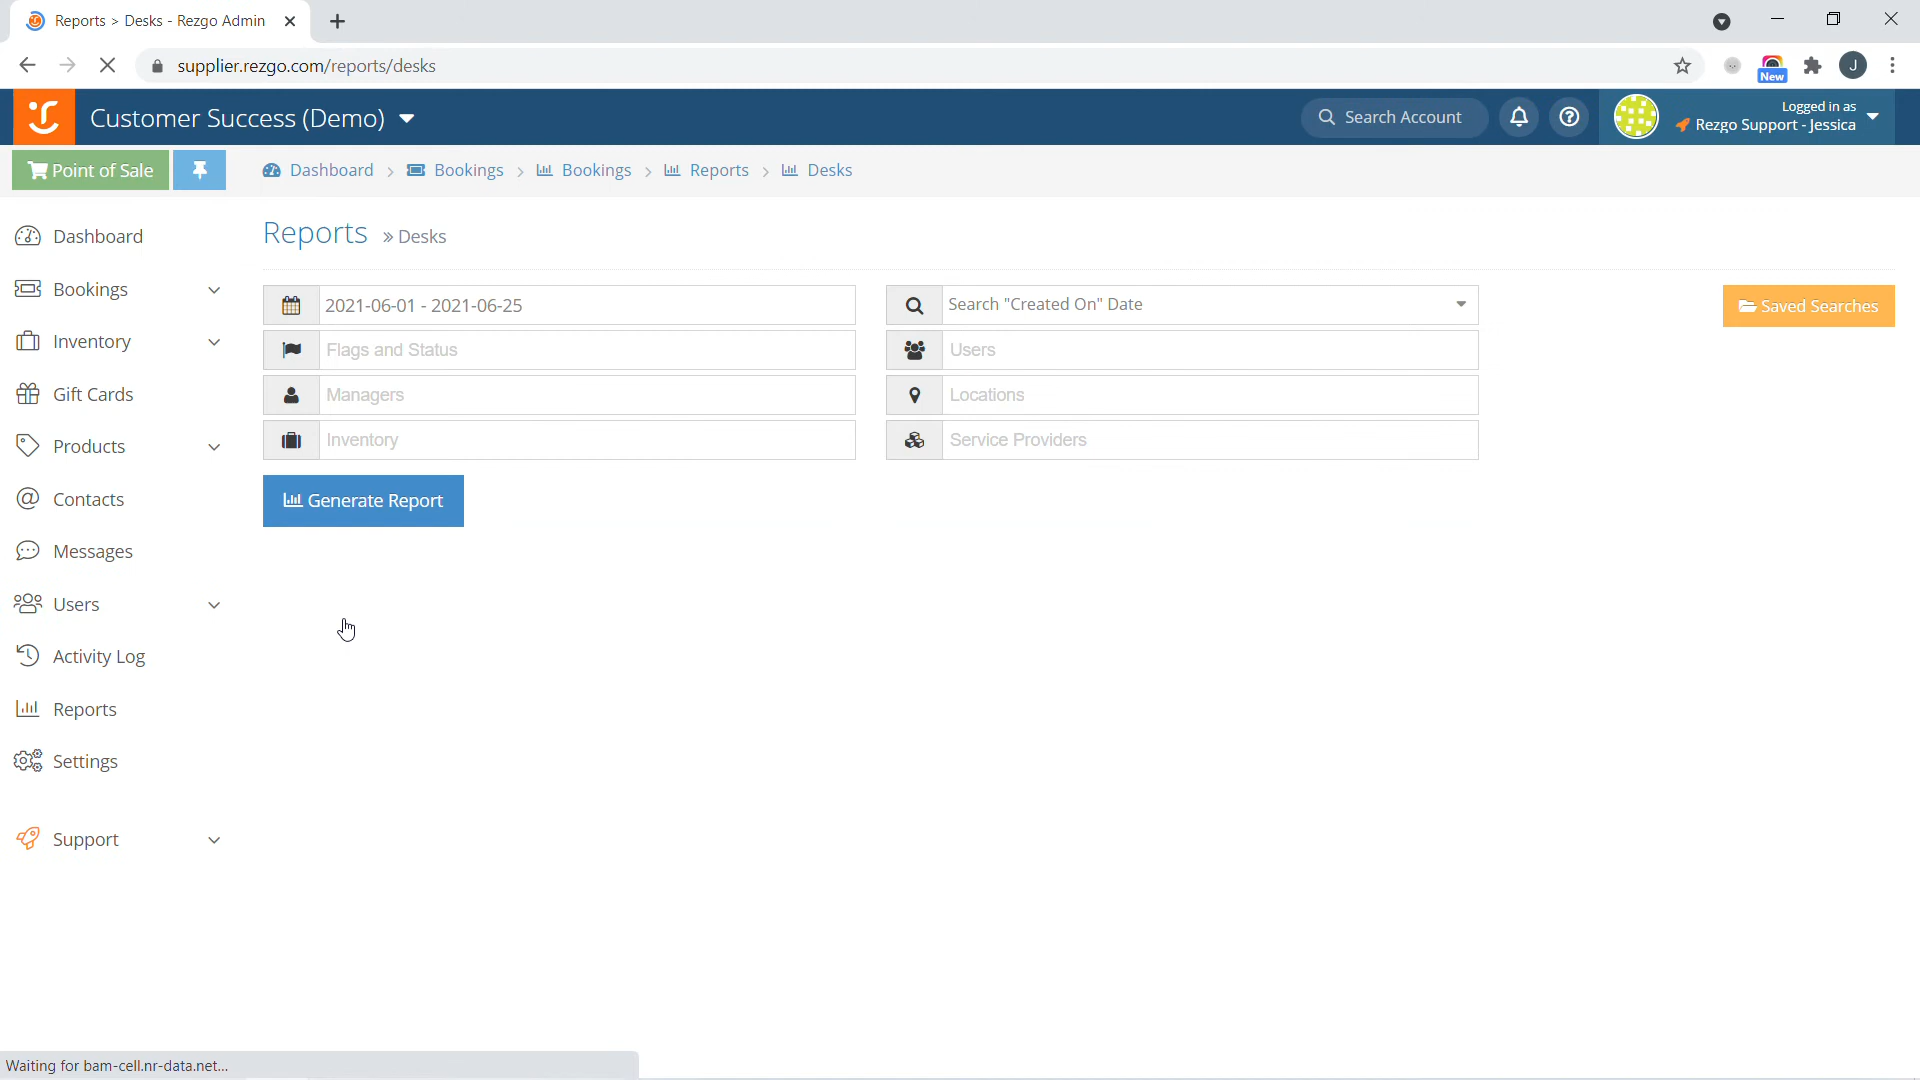 Reports > Desks - Rezgo Admin
supplier.rezgo.com/reports/desks
New
J
Customer Success (Demo)
Search Account
Logged in as
Rezgo Support - Jessica
Point of Sale
Dashboard > Bookings > Bookings > Reports > Desks
Dashboard
Bookings
Inventory
Gift Cards
Products
Contacts
Messages
Users
Activity Log
Reports
Settings
Support
Reports » Desks
2021-06-01 - 2021-06-25
Search "Created On" Date
Saved Searches
Flags and Status
Users
Managers
Locations
Inventory
Service Providers
Generate Report
Waiting for bam-cell.nr-data.net...